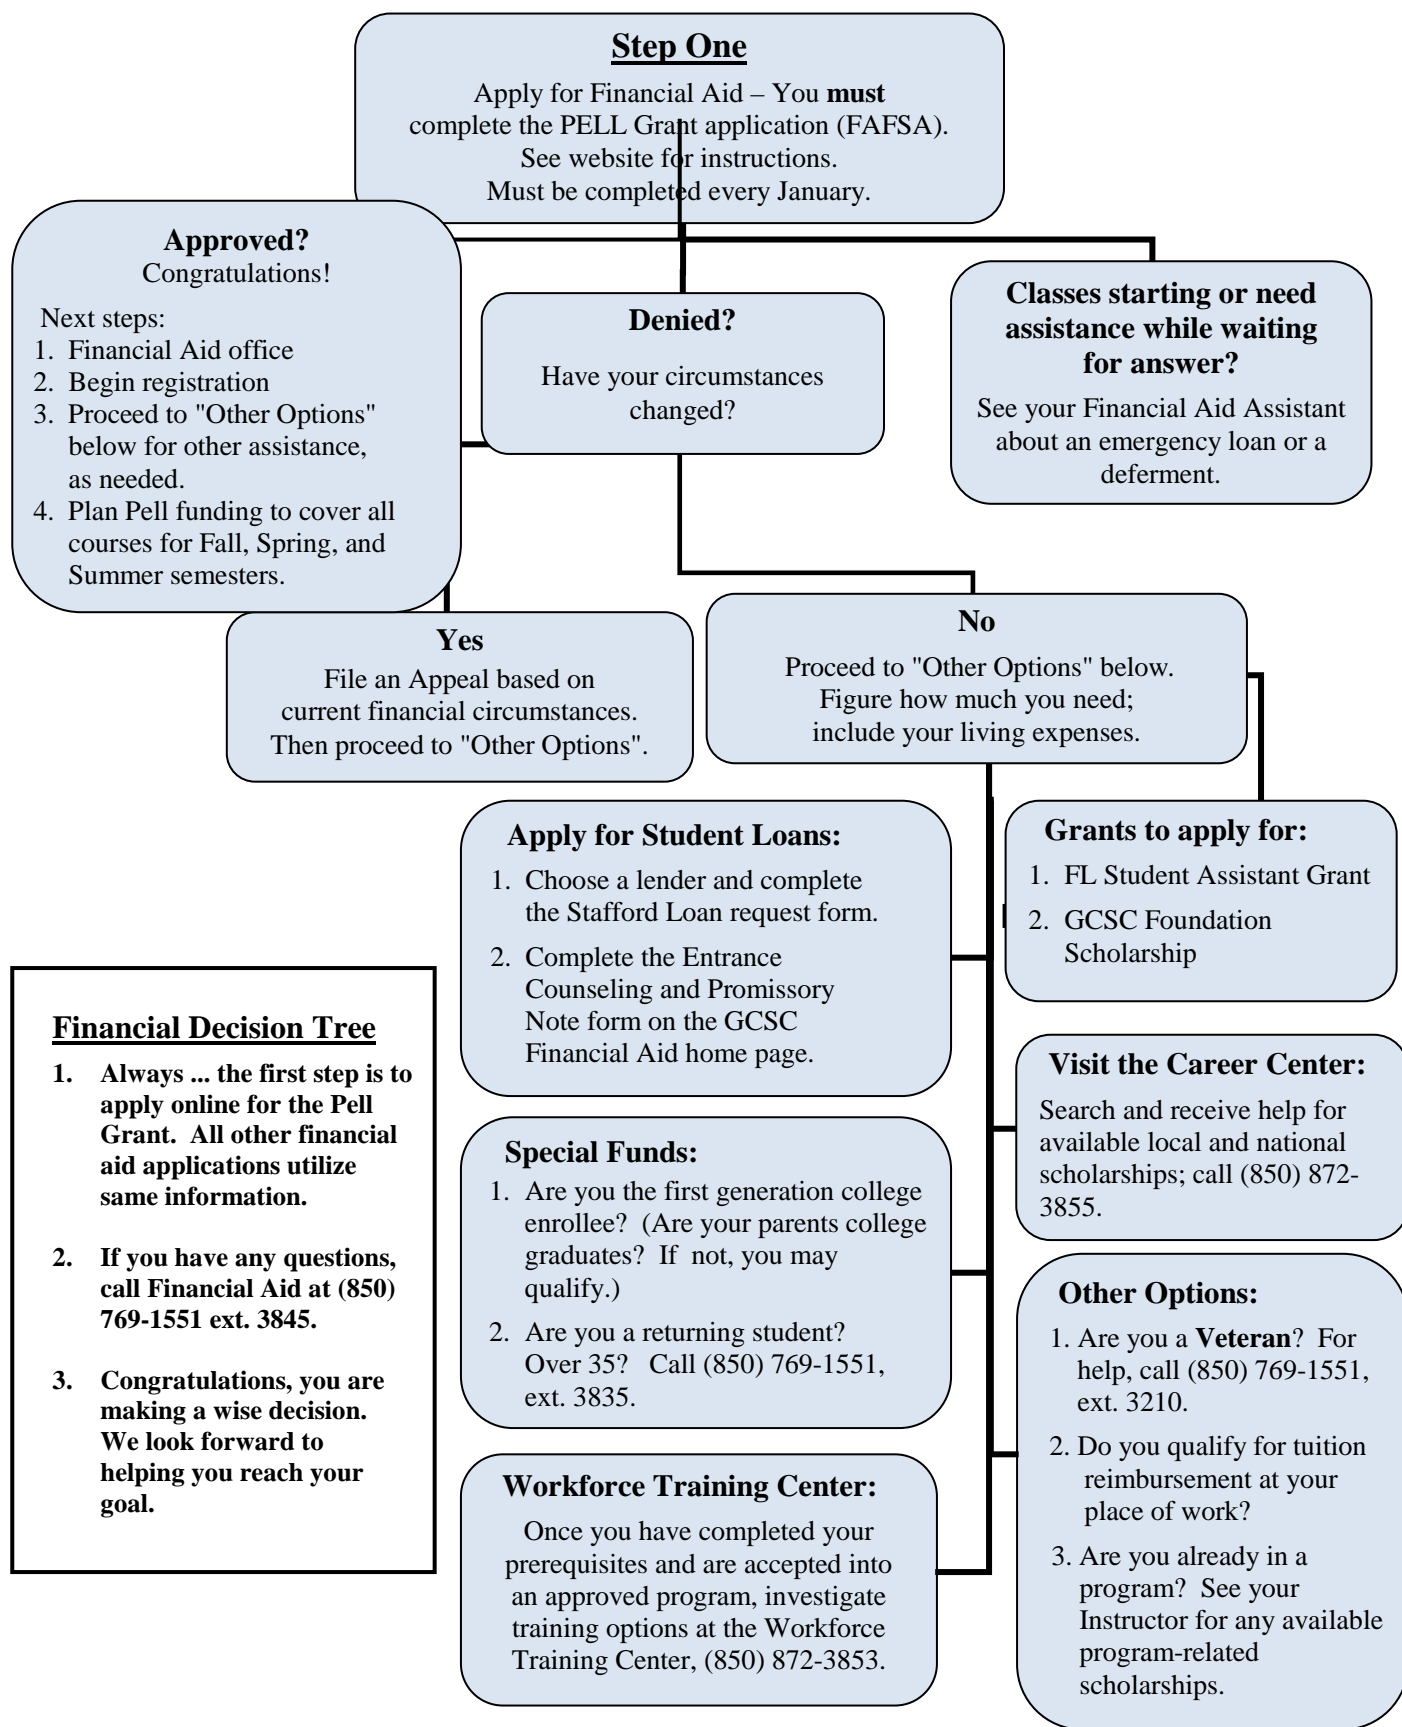 Step One
Apply for Financial Aid – You must
complete the PELL Grant application (FAFSA).
See website for instructions.
Must be completed every January.
Approved?
Congratulations!
Next steps:
1. Financial Aid office
2. Begin registration
3. Proceed to "Other Options"
below for other assistance,
as needed.
4. Plan Pell funding to cover all
courses for Fall, Spring, and
Summer semesters.
Denied?
Have your circumstances
changed?
Classes starting or need
assistance while waiting
for answer?
See your Financial Aid Assistant
about an emergency loan or a
deferment.
Yes
File an Appeal based on
current financial circumstances.
Then proceed to "Other Options".
No
Proceed to "Other Options" below.
Figure how much you need;
include your living expenses.
Apply for Student Loans:
1. Choose a lender and complete
the Stafford Loan request form.
2. Complete the Entrance
Counseling and Promissory
Note form on the GCSC
Financial Aid home page.
Grants to apply for:
1. FL Student Assistant Grant
2. GCSC Foundation
Scholarship
Financial Decision Tree
1. Always ... the first step is to
apply online for the Pell
Grant. All other financial
aid applications utilize
same information.
2. If you have any questions,
call Financial Aid at (850)
769-1551 ext. 3845.
3. Congratulations, you are
making a wise decision.
We look forward to
helping you reach your
goal.
Visit the Career Center:
Search and receive help for
available local and national
scholarships; call (850) 872-
3855.
Special Funds:
1. Are you the first generation college
enrollee? (Are your parents college
graduates? If not, you may
qualify.)
2. Are you a returning student?
Over 35? Call (850) 769-1551,
ext. 3835.
Other Options:
1. Are you a Veteran? For
help, call (850) 769-1551,
ext. 3210.
2. Do you qualify for tuition
reimbursement at your
place of work?
3. Are you already in a
program? See your
Instructor for any available
program-related
scholarships.
Workforce Training Center:
Once you have completed your
prerequisites and are accepted into
an approved program, investigate
training options at the Workforce
Training Center, (850) 872-3853.